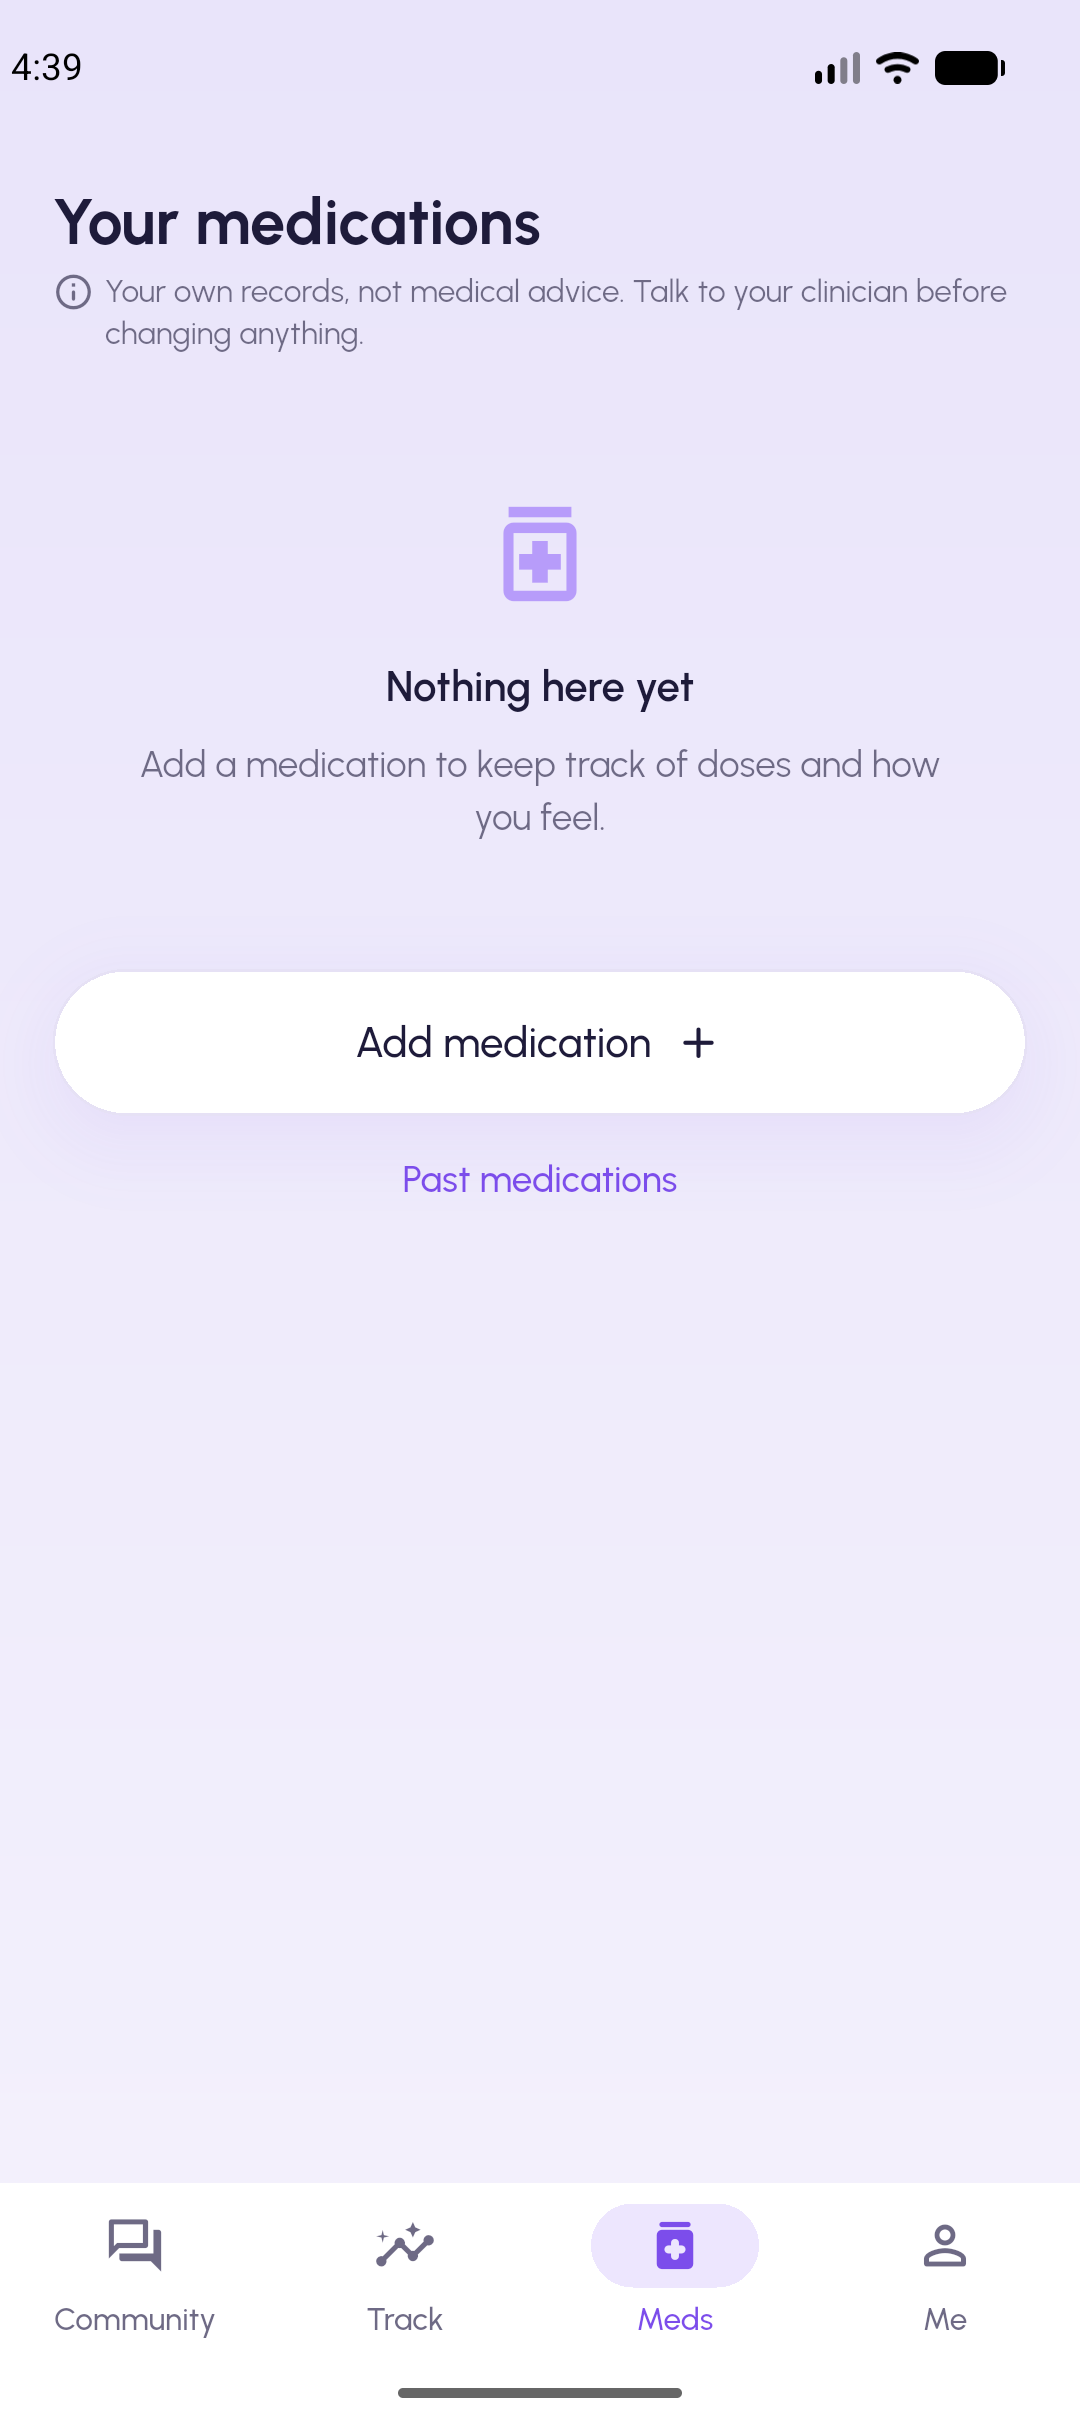 4:39
Your medications
Your own records, not medical advice. Talk to your clinician before
changing anything.
Nothing here yet
Add a medication to keep track of doses and how
you feel.
Add medication
Past medications
Community
Track
Meds
Me